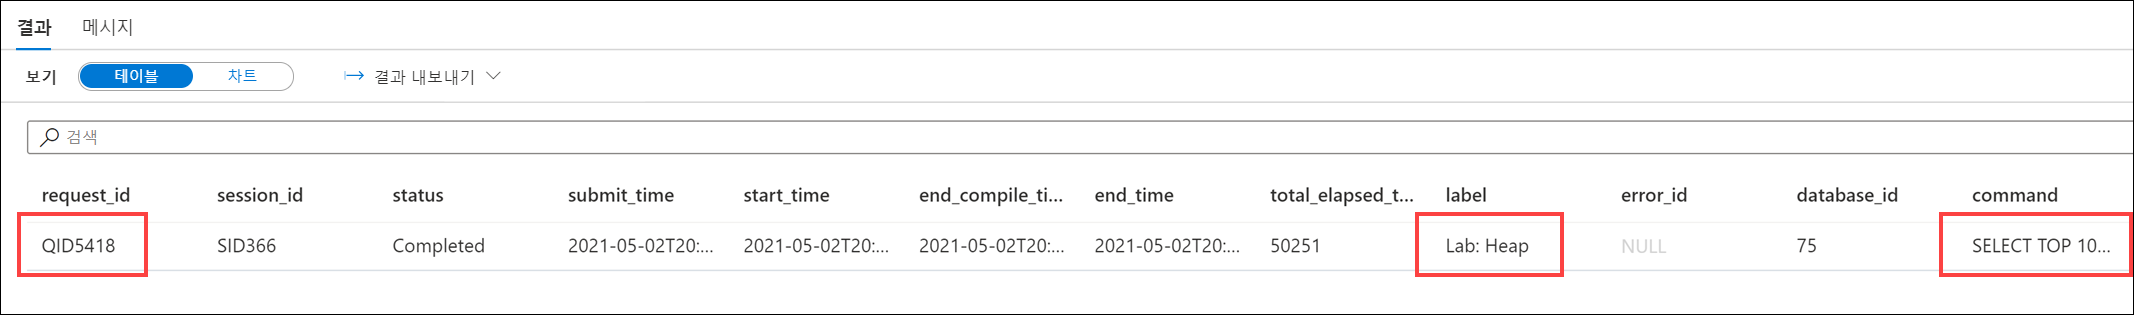 결과 메시지
보기 테이블 차트 결과 내보내기
검색
request_id session_id status submit_time start_time end_compile_ti... end_time total_elapsed_t... label error_id database_id command
QID5418 SID366 Completed 2021-05-02T20:... 2021-05-02T20:... 2021-05-02T20:... 2021-05-02T20:... 50251 Lab: Heap NULL 75 SELECT TOP 10...